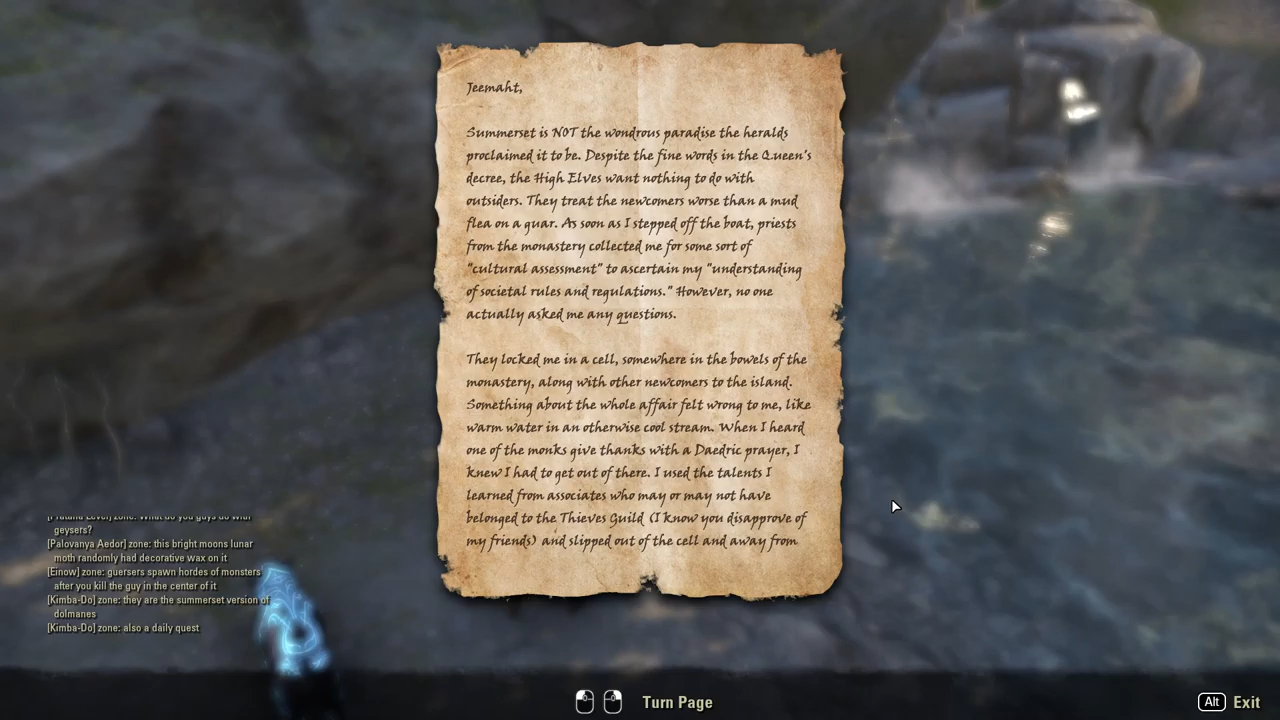 Jeemaht,
Summerset is NOT the wondrous paradise the heralds
proclaimed it to be. Despite the fine words in the Queen's
decree, the High Elves want nothing to do with
outsiders. They treat the newcomers worse than a mud
flea on a guar. As soon as I stepped off the boat, priests
from the monastery collected me for some sort of
"cultural assessment" to ascertain my "understanding
of societal rules and regulations." However, no one
actually asked me any questions.
They locked me in a cell, somewhere in the bowels of the
monastery, along with other newcomers to the island.
Something about the whole affair felt wrong to me, like
warm water in an otherwise cool stream. When I heard
one of the monks give thanks with a Daedric prayer, I
knew I had to get out of there. I used the talents I
learned from associates who may or may not have
belonged to the Thieves Guild (I know you disapprove of
my friends) and slipped out of the cell and away from
zone: What do you guys do with
geysers?
[Palovanya Aedor] zone: this bright moons lunar
moth randomly had decorative wax on it
[Einow] zone: guersers spawn hordes of monsters
after you kill the guy in the center of it
[Kimba-Do] zone: they are the summerset version of
dolmanes
[Kimba-Do] zone: also a daily quest
Turn Page
Alt Exit